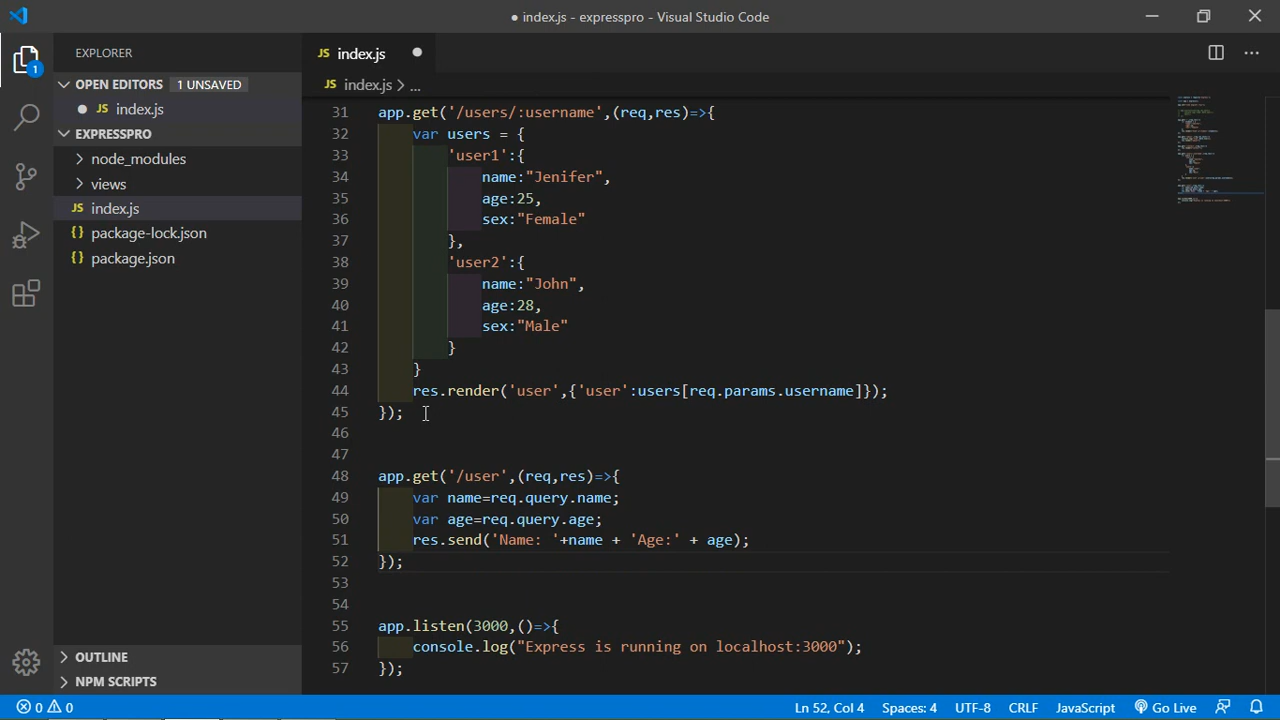 ● index.js - expresspro - Visual Studio Code
EXPLORER
OPEN EDITORS 1 UNSAVED
JS index.js
EXPRESSPRO
node_modules
views
JS index.js
{} package-lock.json
{} package.json
OUTLINE
NPM SCRIPTS
1
JS index.js
JS index.js > ...
31 app.get('/users/:username',(req,res)=>{
32 var users = {
33 'user1':{
34 name:"Jenifer",
35 age:25,
36 sex:"Female"
37 },
38 'user2':{
39 name:"John",
40 age:28,
41 sex:"Male"
42 }
43 }
44 res.render('user',{'user':users[req.params.username]});
45 });
46
47
48 app.get('/user',(req,res)=>{
49 var name=req.query.name;
50 var age=req.query.age;
51 res.send('Name: '+name + 'Age:' + age);
52 });
53
54
55 app.listen(3000,()=>{
56 console.log("Express is running on localhost:3000");
57 });
0 0 Ln 52, Col 4 Spaces: 4 UTF-8 CRLF JavaScript Go Live